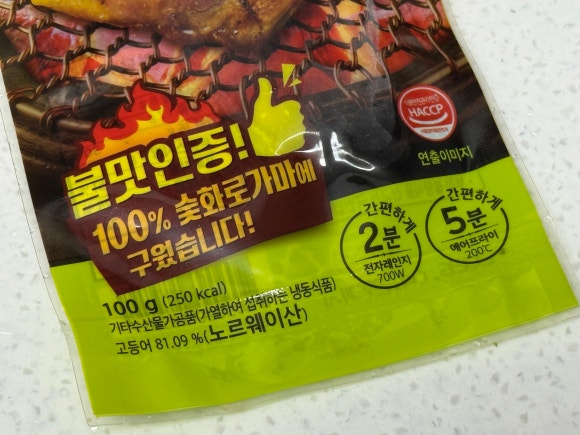 HACCP
연출이미지
불맛인증!
100% 숯화로가마에
구웠습니다!
간편하게
2분
전자레인지
700W
간편하게
5분
에어프라이
200℃
100 g (250 kcal)
기타수산물가공품(가열하여 섭취하는 냉동식품)
고등어 81.09 %(노르웨이산)